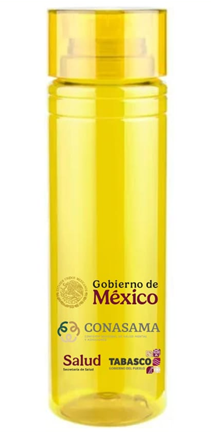 Gobierno de
México
CONASAMA
Salud
Secretaría de Salud
TABASCO